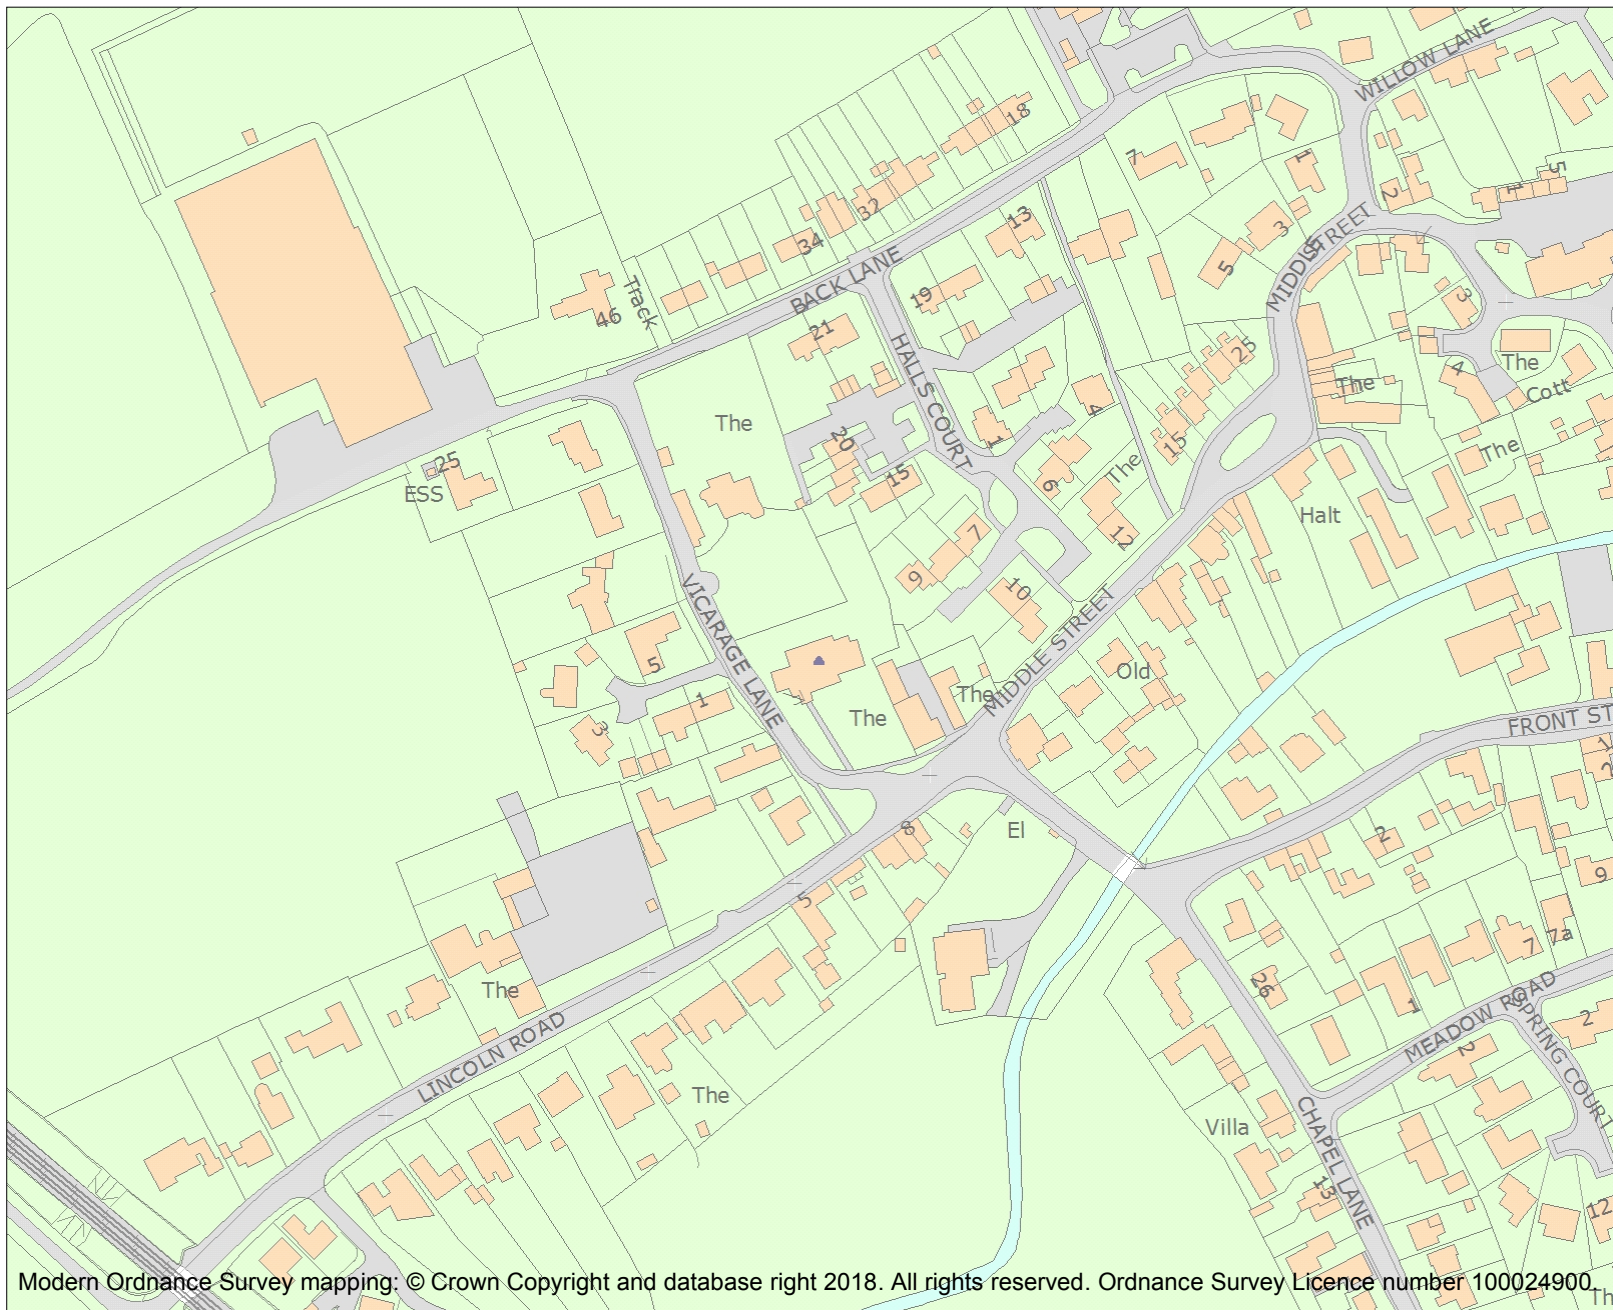 WILLOW LANE
18
7
1
2
1
5
32
13
34
MIDDLE
STREET
3
5
BACK LANE
19
Track
46
21
3
25
HALLS COURT
The
The
4
Cott
The
4
The
20
1
15
The
25
ESS
15
6
Halt
12
7
9
10
VICARAGE LANE
MIDDLE STREET
5
Old
The
1
The
3
FRONT ST
El
8
2
5
9
7
7a
26
The
1
MEADOW ROAD
SPRING COURT
2
LINCOLN ROAD
2
The
Villa
CHAPEL LANE
13
12
Modern Ordnance Survey mapping: © Crown Copyright and database right 2018. All rights reserved. Ordnance Survey Licence number 100024900.
Th